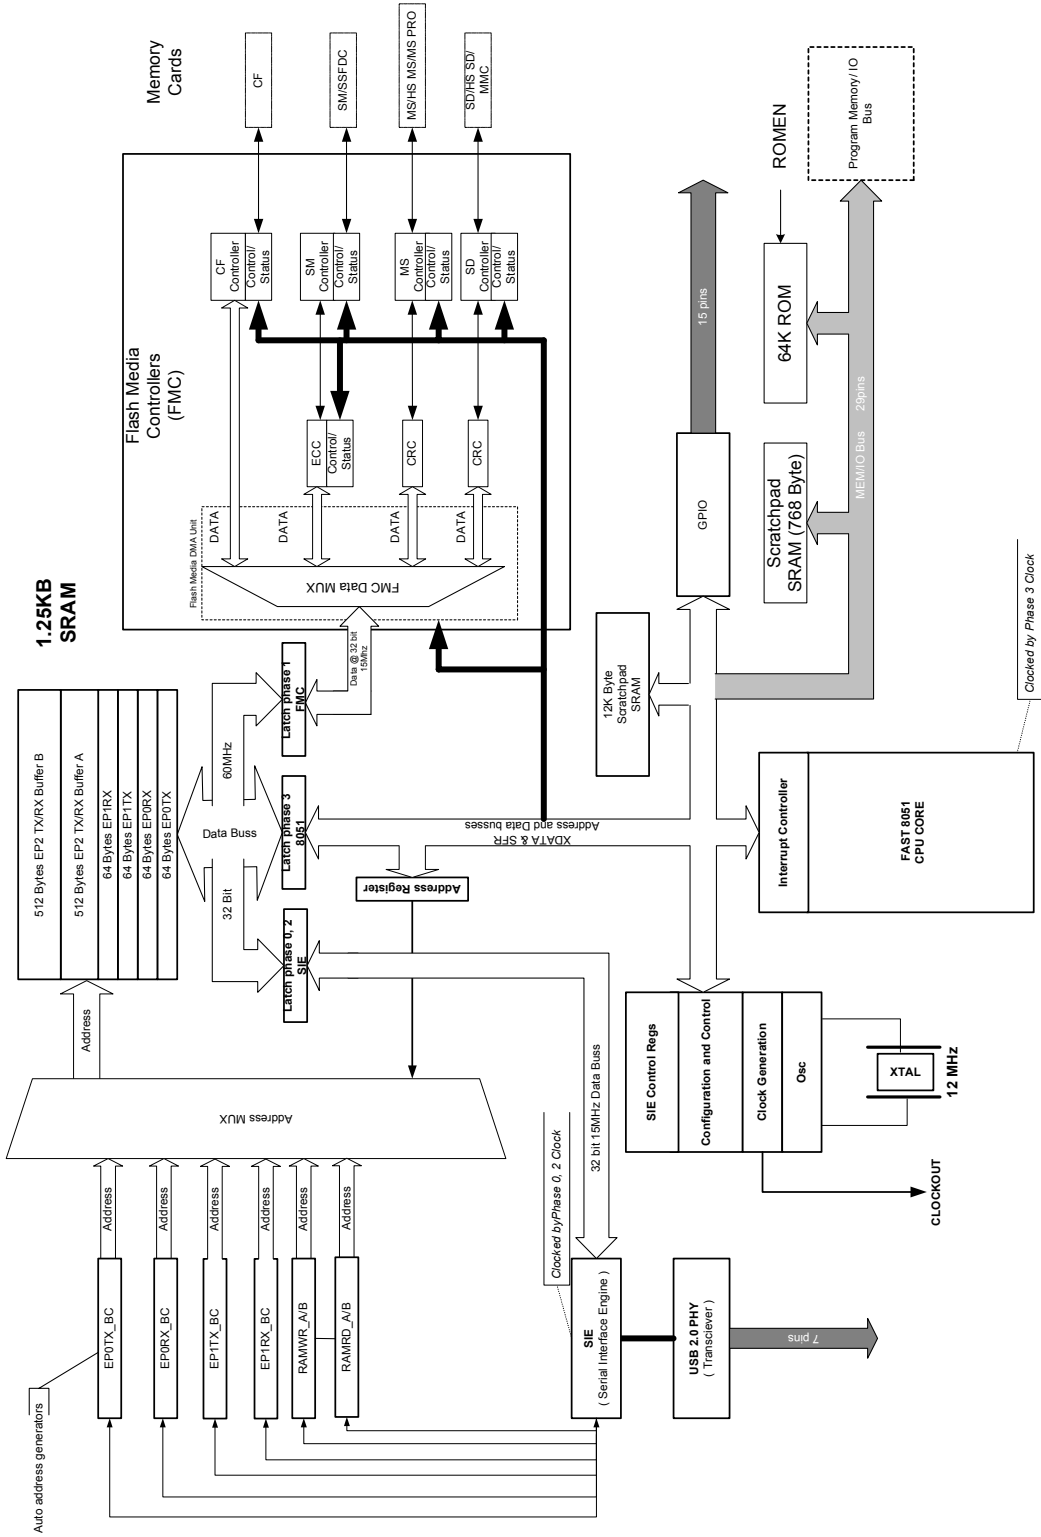 Auto address generators
EP0TX_BC
EP0RX_BC
EP1TX_BC
EP1RX_BC
RAMWR_A/B
RAMRD_A/B
Address
Address
Address
Address
Address
Address
Address MUX
Address
1.25KB
SRAM
512 Bytes EP2 TX/RX Buffer B
512 Bytes EP2 TX/RX Buffer A
64 Bytes EP1RX
64 Bytes EP1TX
64 Bytes EP0RX
64 Bytes EP0TX
32 Bit
Data Buss
60MHz
Latch phase 0, 2
SIE
Latch phase 3
8051
Latch phase 1
FMC
Data @ 32 bit
15Mhz
Address Register
XDATA & SFR
Address and Data busses
32 bit 15MHz Data Buss
Clocked byPhase 0, 2 Clock
SIE
( Serial Interface Engine )
USB 2.0 PHY
( Transciever )
7 pins
Flash Media
Controllers
(FMC)
Flash Media DMA Unit
FMC Data MUX
DATA
DATA
DATA
DATA
ECC
Control/
Status
CRC
CRC
CF
Controller
Control/
Status
SM
Controller
Control/
Status
MS
Controller
Control/
Status
SD
Controller
Control/
Status
Memory
Cards
CF
SM/SSFDC
MS/HS MS/MS PRO
SD/HS SD/
MMC
SIE Control Regs
Configuration and Control
Clock Generation
Osc
XTAL
12 MHz
CLOCKOUT
Interrupt Controller
FAST 8051
CPU CORE
Clocked by Phase 3 Clock
12K Byte
Scratchpad
SRAM
GPIO
15 pins
Scratchpad
SRAM (768 Byte)
64K ROM
ROMEN
MEM/IO Bus
29pins
Program Memory/ IO
Bus